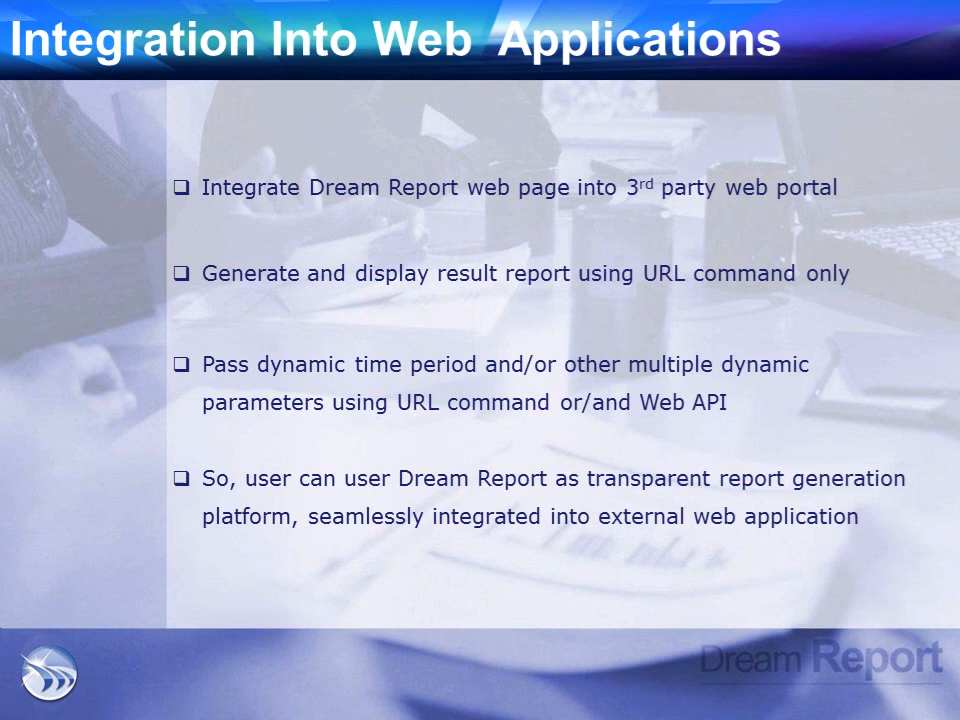 Integration Into Web Applications
❑ Integrate Dream Report web page into 3rd party web portal
❑ Generate and display result report using URL command only
❑ Pass dynamic time period and/or other multiple dynamic
parameters using URL command or/and Web API
❑ So, user can user Dream Report as transparent report generation
platform, seamlessly integrated into external web application
Dream Report